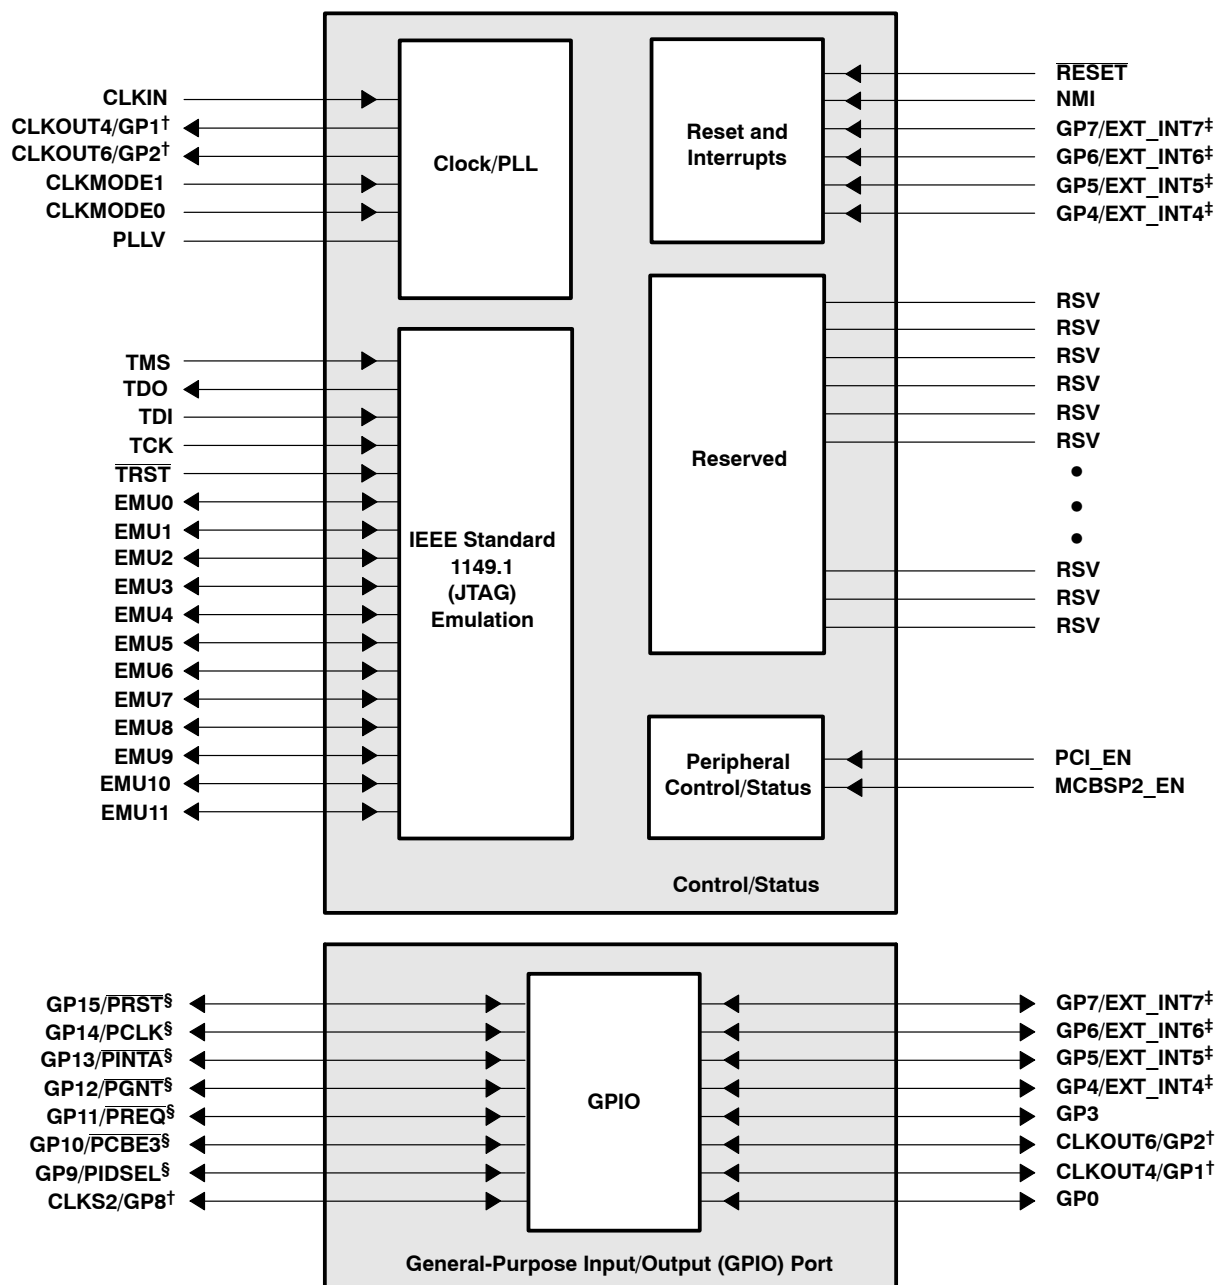 CLKIN
CLKOUT4/GP1†
CLKOUT6/GP2†
CLKMODE1
CLKMODE0
PLLV
Clock/PLL
Reset and
Interrupts
RESET
NMI
GP7/EXT_INT7‡
GP6/EXT_INT6‡
GP5/EXT_INT5‡
GP4/EXT_INT4‡
TMS
TDO
TDI
TCK
TRST
EMU0
EMU1
EMU2
EMU3
EMU4
EMU5
EMU6
EMU7
EMU8
EMU9
EMU10
EMU11
IEEE Standard
1149.1
(JTAG)
Emulation
Reserved
RSV
RSV
RSV
RSV
RSV
RSV
•
•
•
RSV
RSV
RSV
Peripheral
Control/Status
PCI_EN
MCBSP2_EN
Control/Status
GP15/PRST§
GP14/PCLK§
GP13/PINTA§
GP12/PGNT§
GP11/PREQ§
GP10/PCBE3§
GP9/PIDSEL§
CLKS2/GP8†
GPIO
GP7/EXT_INT7‡
GP6/EXT_INT6‡
GP5/EXT_INT5‡
GP4/EXT_INT4‡
GP3
CLKOUT6/GP2†
CLKOUT4/GP1†
GP0
General-Purpose Input/Output (GPIO) Port